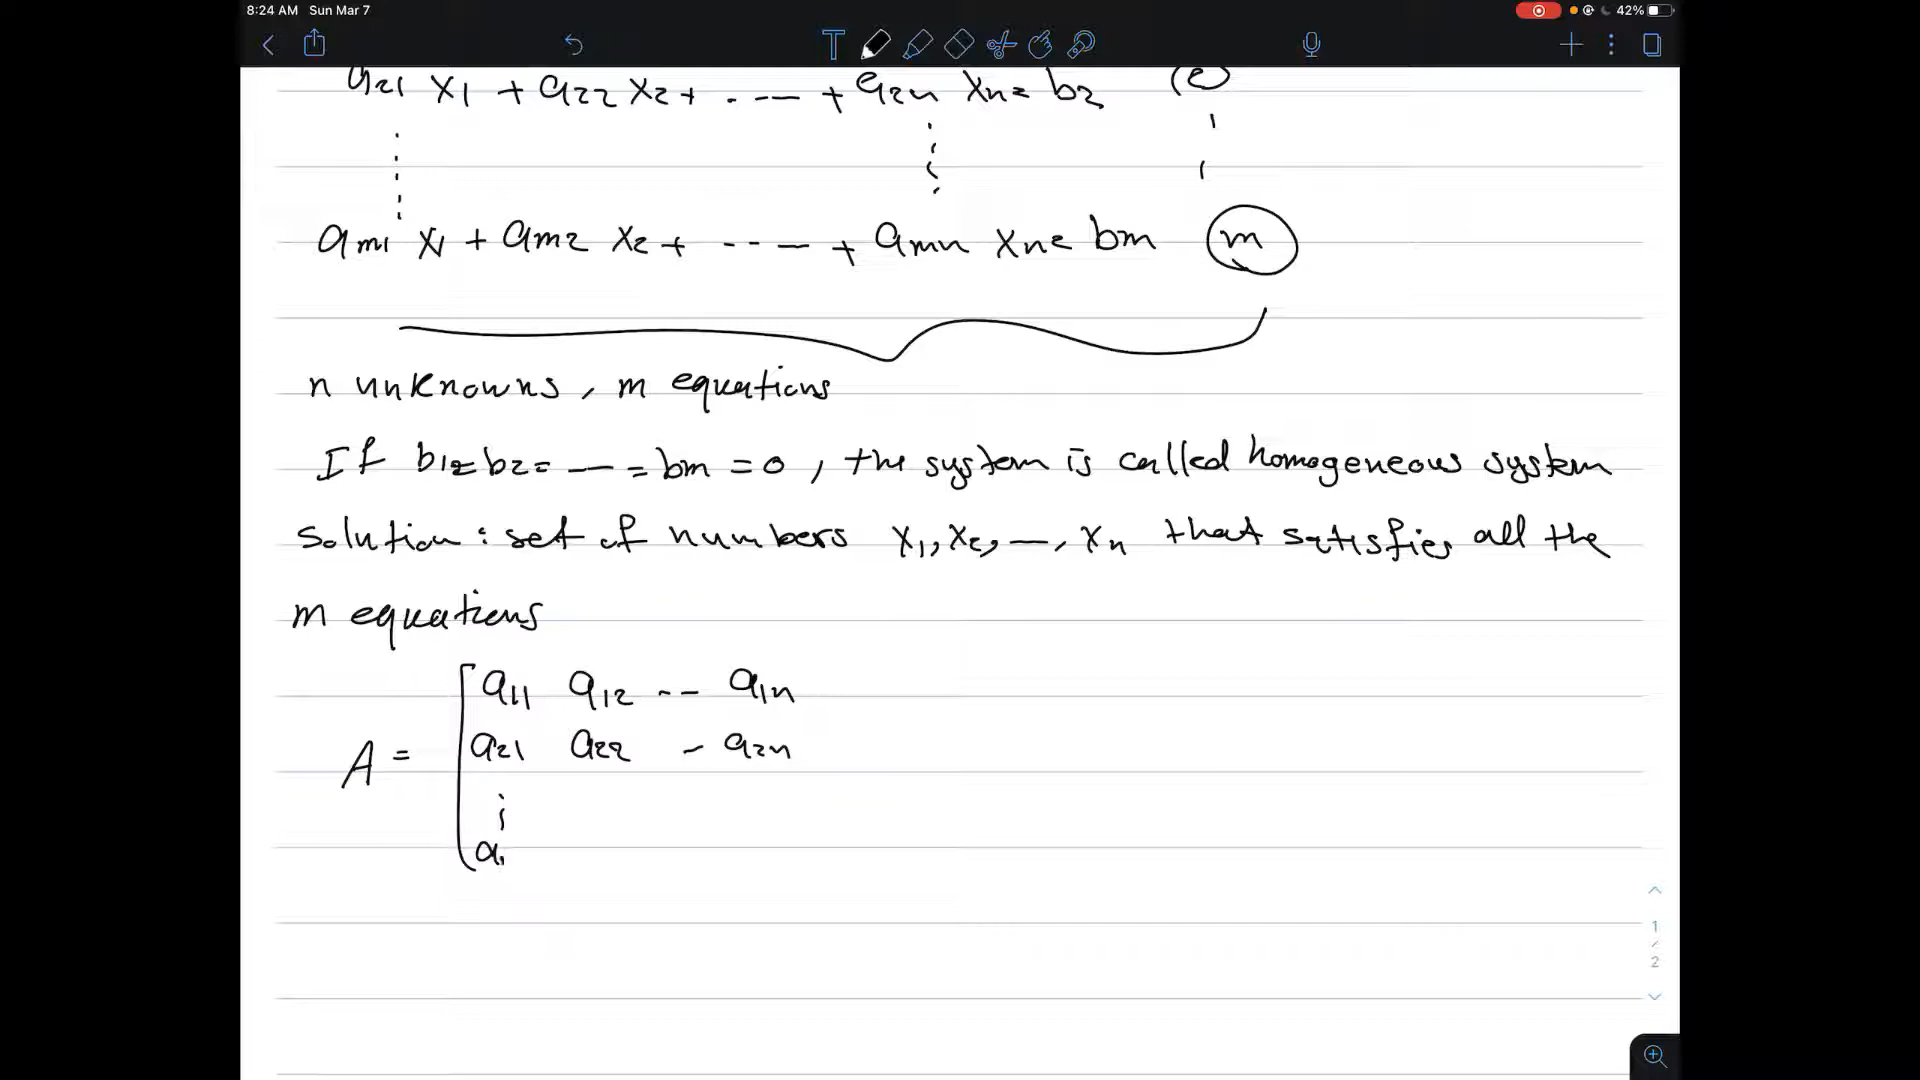 8:24 AM Sun Mar 7 42%
a21 x1 + a22 x2 + . -- + a2n xn = b2 (2)
am1 x1 + am2 x2 + --- + amn xn = bm (m)
n unknowns, m equations
If b1 = b2 = -- = bm = 0, the system is called homogeneous system
solution: set of numbers x1, x2, --, xn that satisfies all the
m equations
a11 a12 -- a1n
A = a21 a22 - a2n
a
1
2